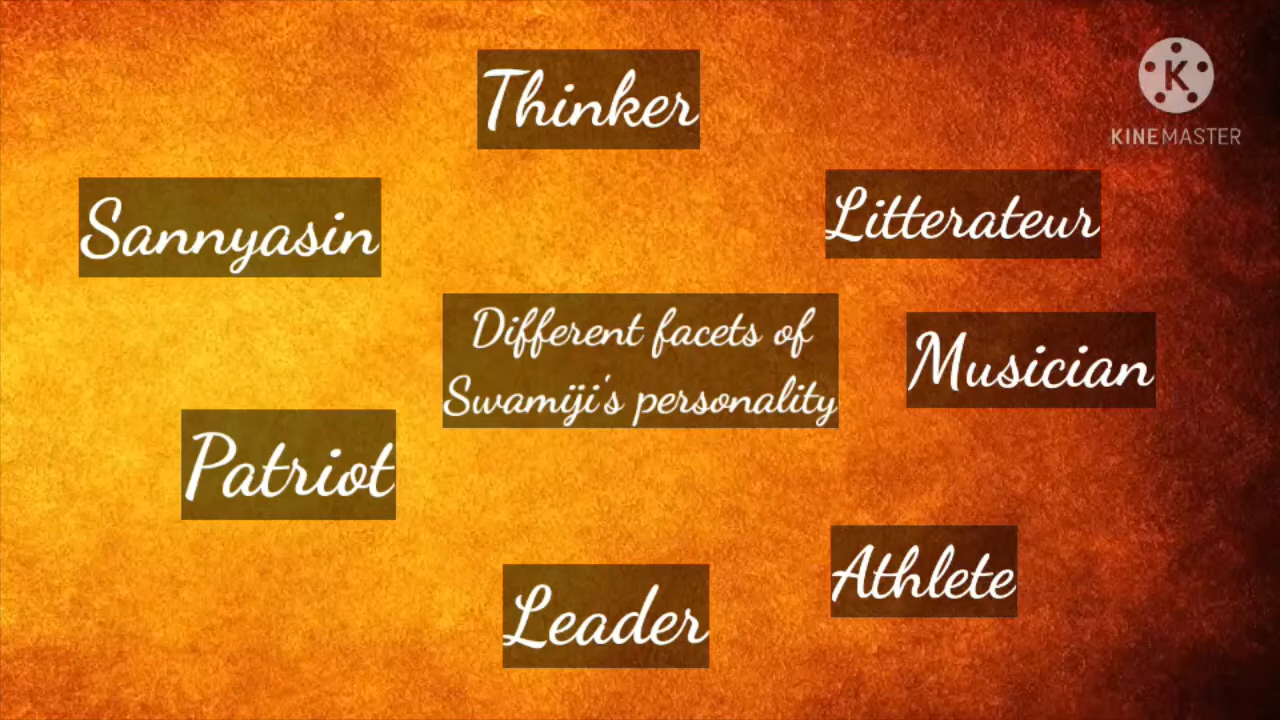 Thinker
K
KINEMASTER
Sannyasin
Litterateur
Different facets of
Swamiji's personality
Musician
Patriot
Athlete
Leader